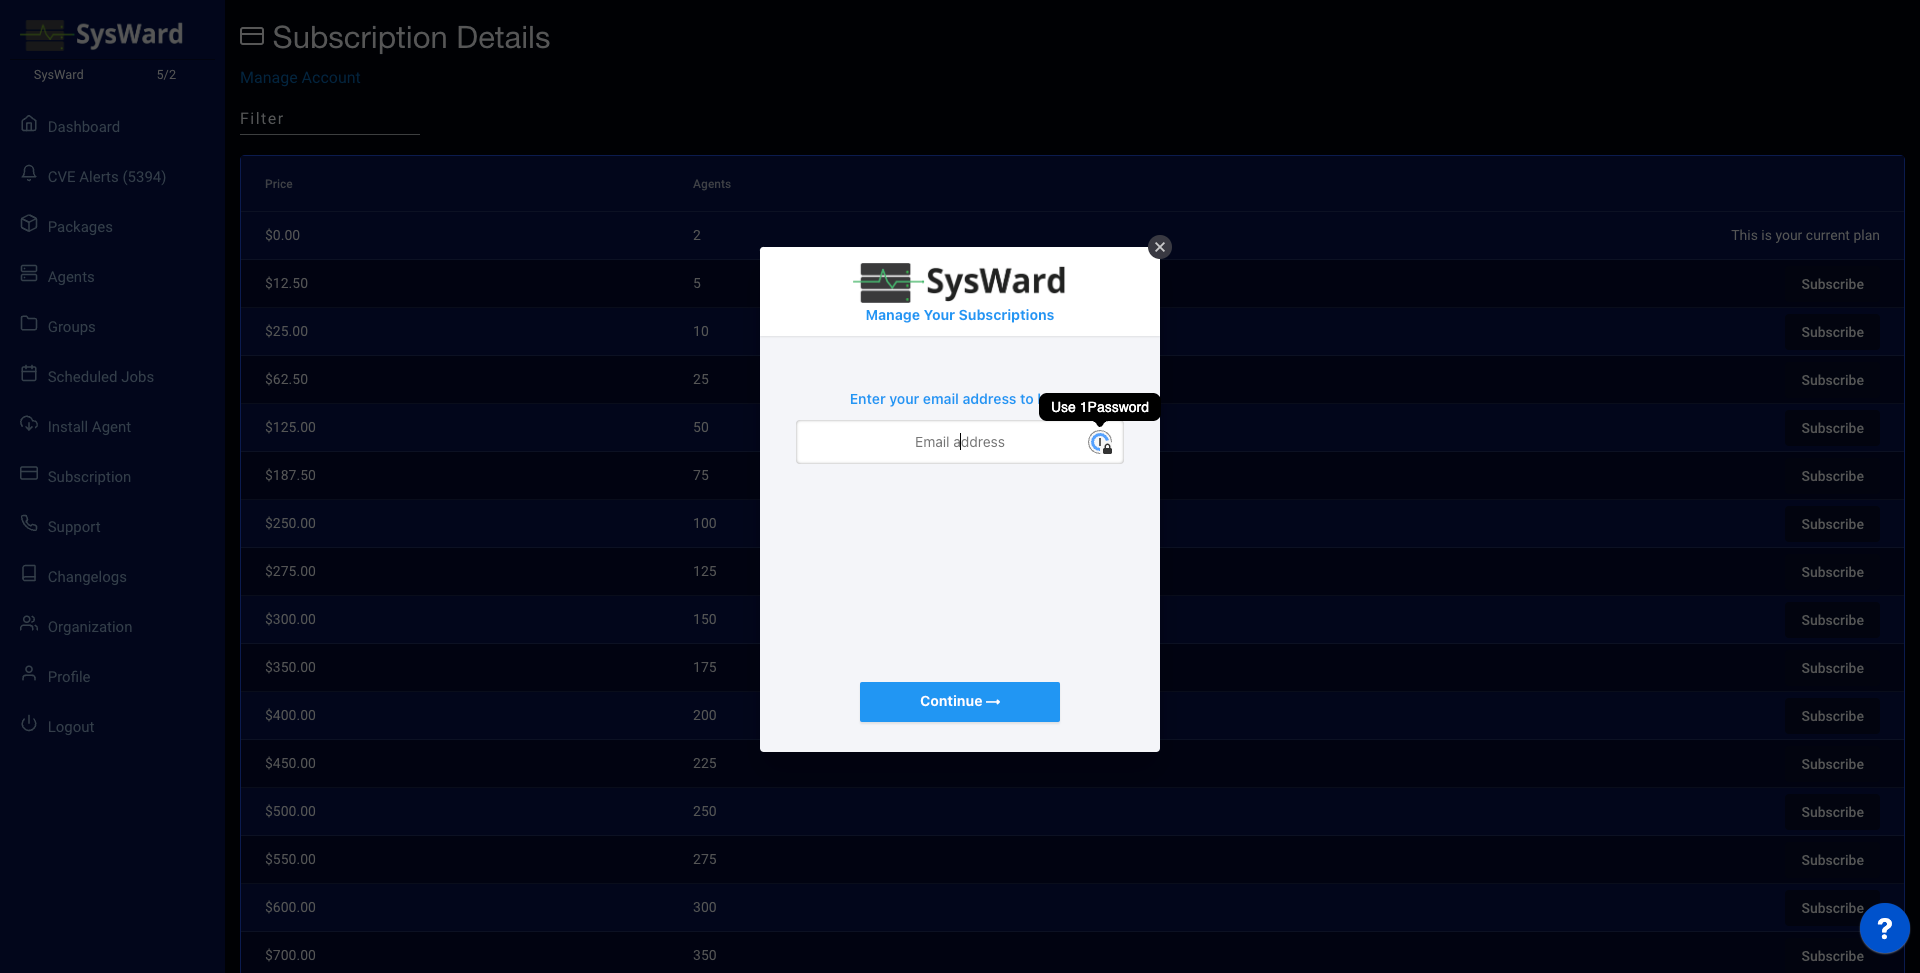 SysWard
SysWard 5/2
Dashboard
CVE Alerts (5394)
Packages
Agents
Groups
Scheduled Jobs
Install Agent
Subscription
Support
Changelogs
Organization
Profile
Logout
Subscription Details
Manage Account
Filter
Price Agents
$0.00 2 This is your current plan
$12.50 5 Subscribe
$25.00 10 Subscribe
$62.50 25 Subscribe
$125.00 50 Subscribe
$187.50 75 Subscribe
$250.00 100 Subscribe
$275.00 125 Subscribe
$300.00 150 Subscribe
$350.00 175 Subscribe
$400.00 200 Subscribe
$450.00 225 Subscribe
$500.00 250 Subscribe
$550.00 275 Subscribe
$600.00 300 Subscribe
$700.00 350 Subscribe
SysWard
Manage Your Subscriptions
Enter your email address to
Use 1Password
Email address
Continue →
?